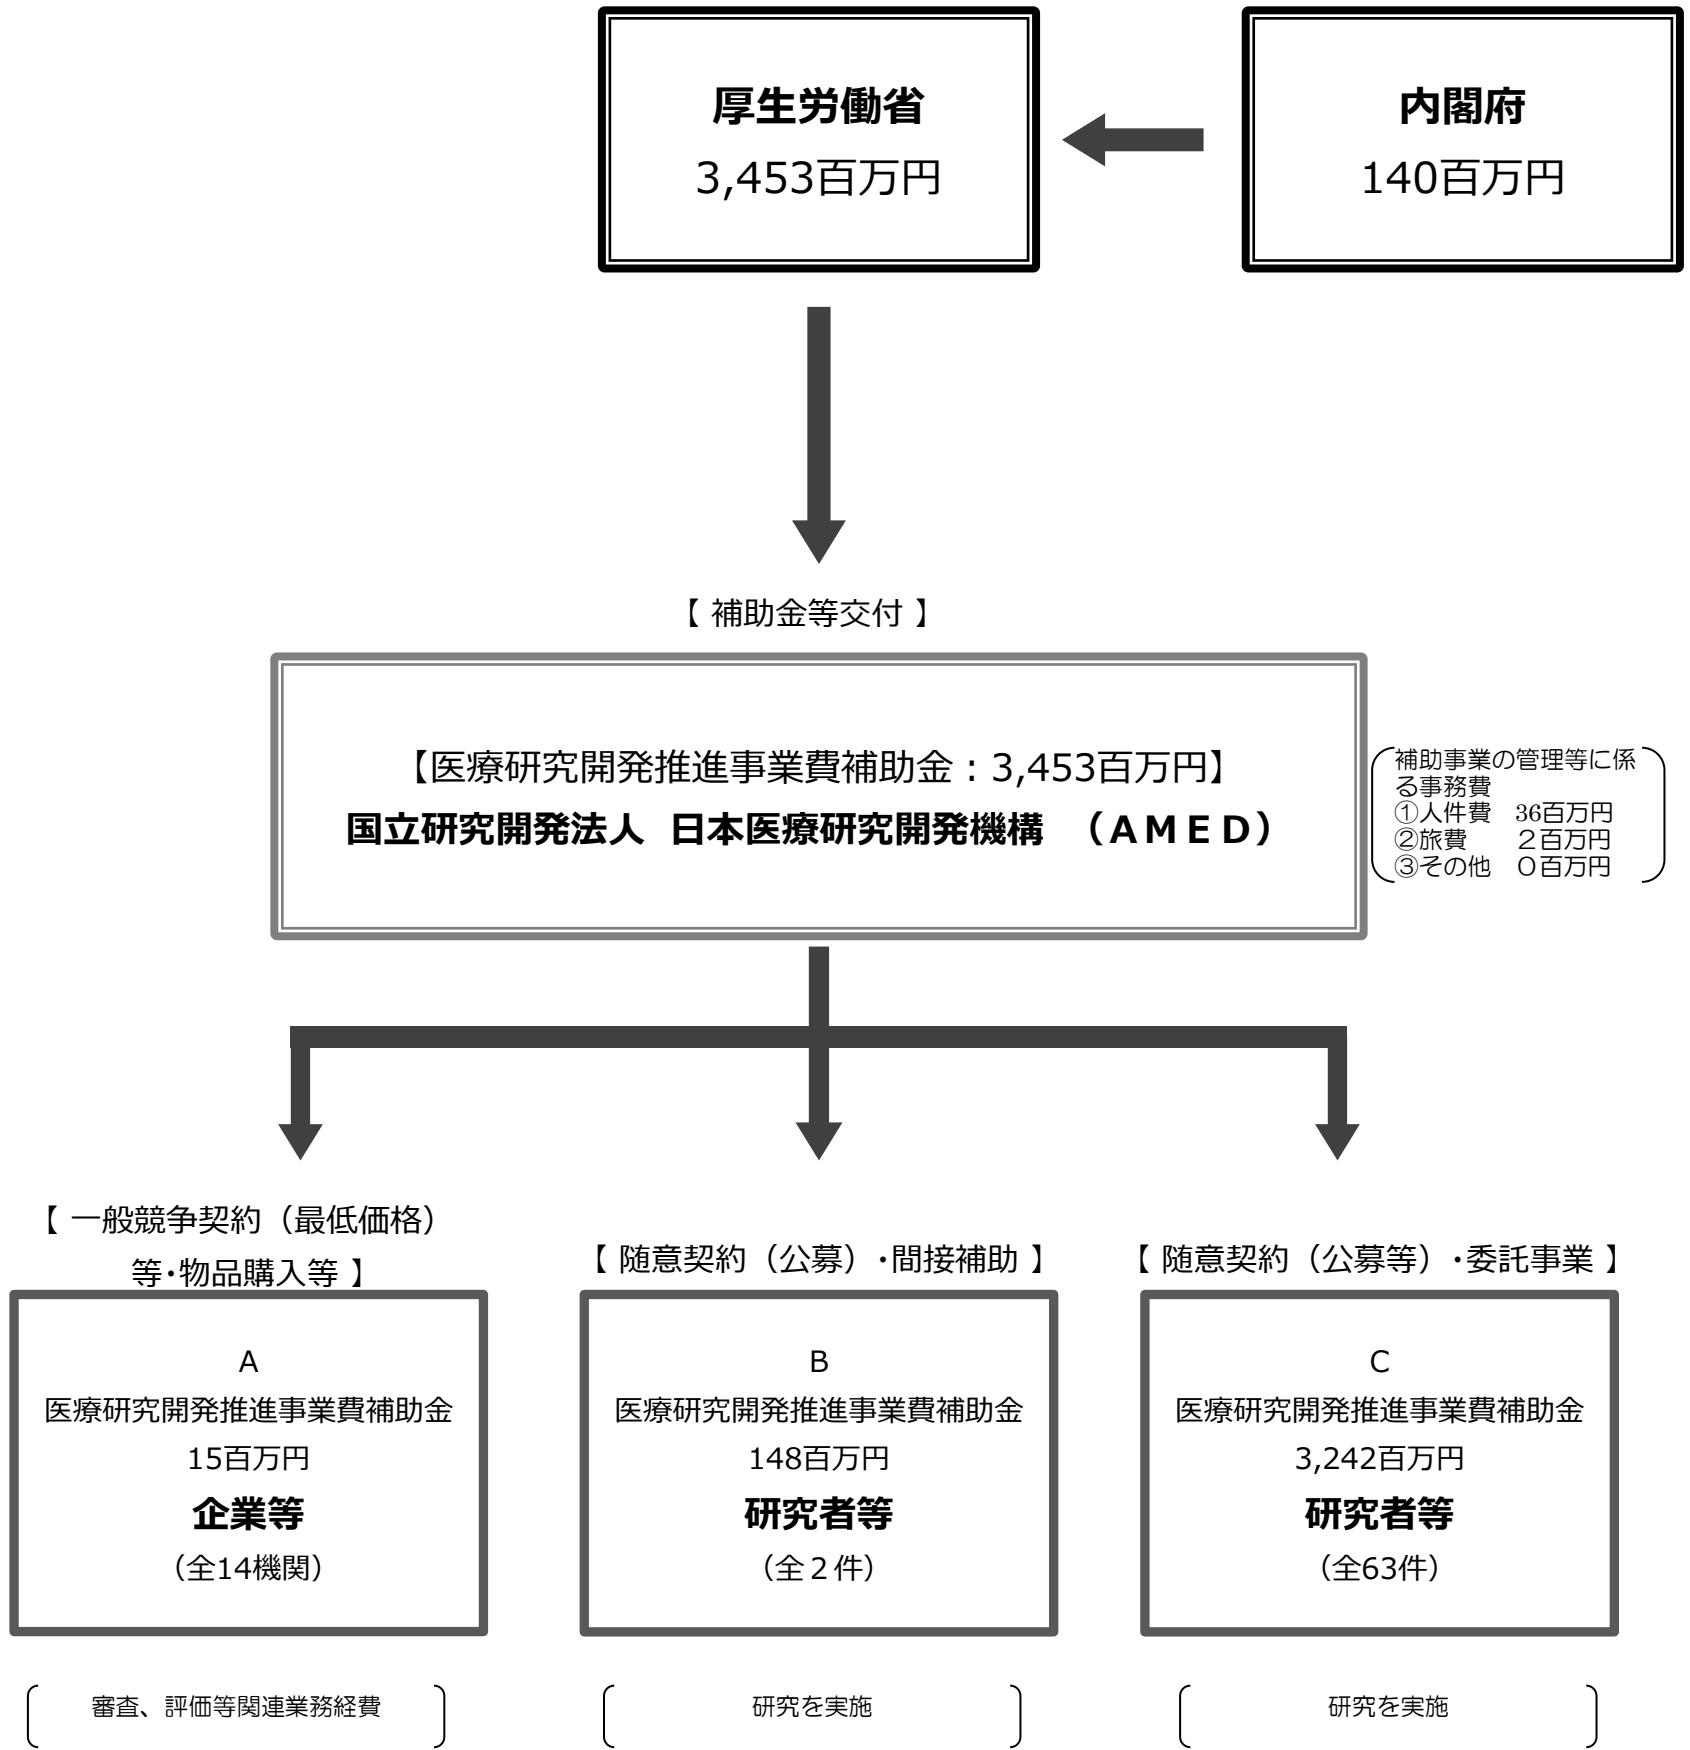 厚生労働省
3,453百万円
内閣府
140百万円
【 補助金等交付 】
【医療研究開発推進事業費補助金：3,453百万円】
国立研究開発法人 日本医療研究開発機構 （ＡＭＥＤ）
補助事業の管理等に係
る事務費
①人件費　36百万円
②旅費　　２百万円
③その他　０百万円
【 一般競争契約（最低価格）
等・物品購入等 】
A
医療研究開発推進事業費補助金
15百万円
企業等
（全14機関）
審査、評価等関連業務経費
【 随意契約（公募）・間接補助 】
B
医療研究開発推進事業費補助金
148百万円
研究者等
（全２件）
研究を実施
【 随意契約（公募等）・委託事業 】
C
医療研究開発推進事業費補助金
3,242百万円
研究者等
（全63件）
研究を実施